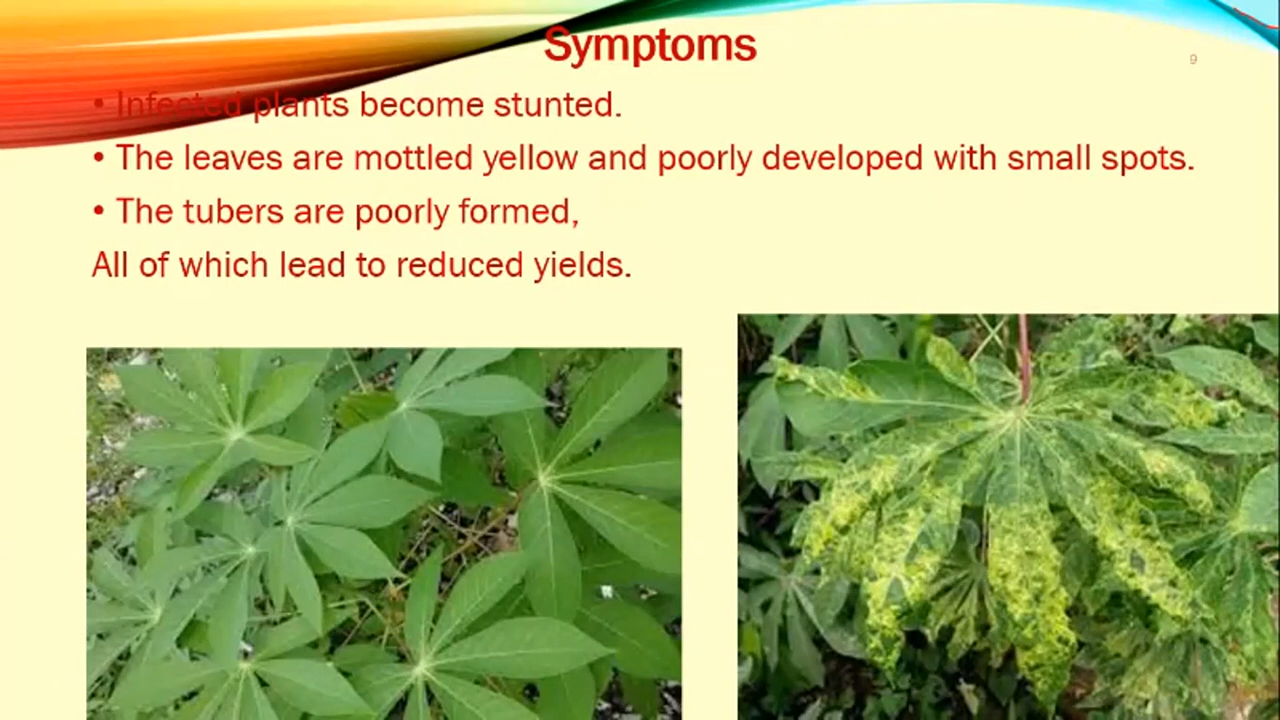 Symptoms
9
• Infected plants become stunted.
• The leaves are mottled yellow and poorly developed with small spots.
• The tubers are poorly formed,
All of which lead to reduced yields.